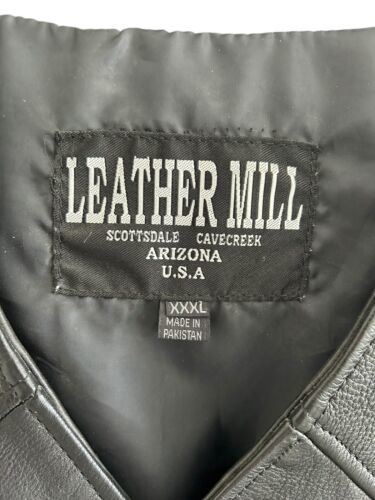 LEATHER MILL
SCOTTSDALE CAVECREEK
ARIZONA
U.S.A
XXXL
MADE IN
PAKISTAN